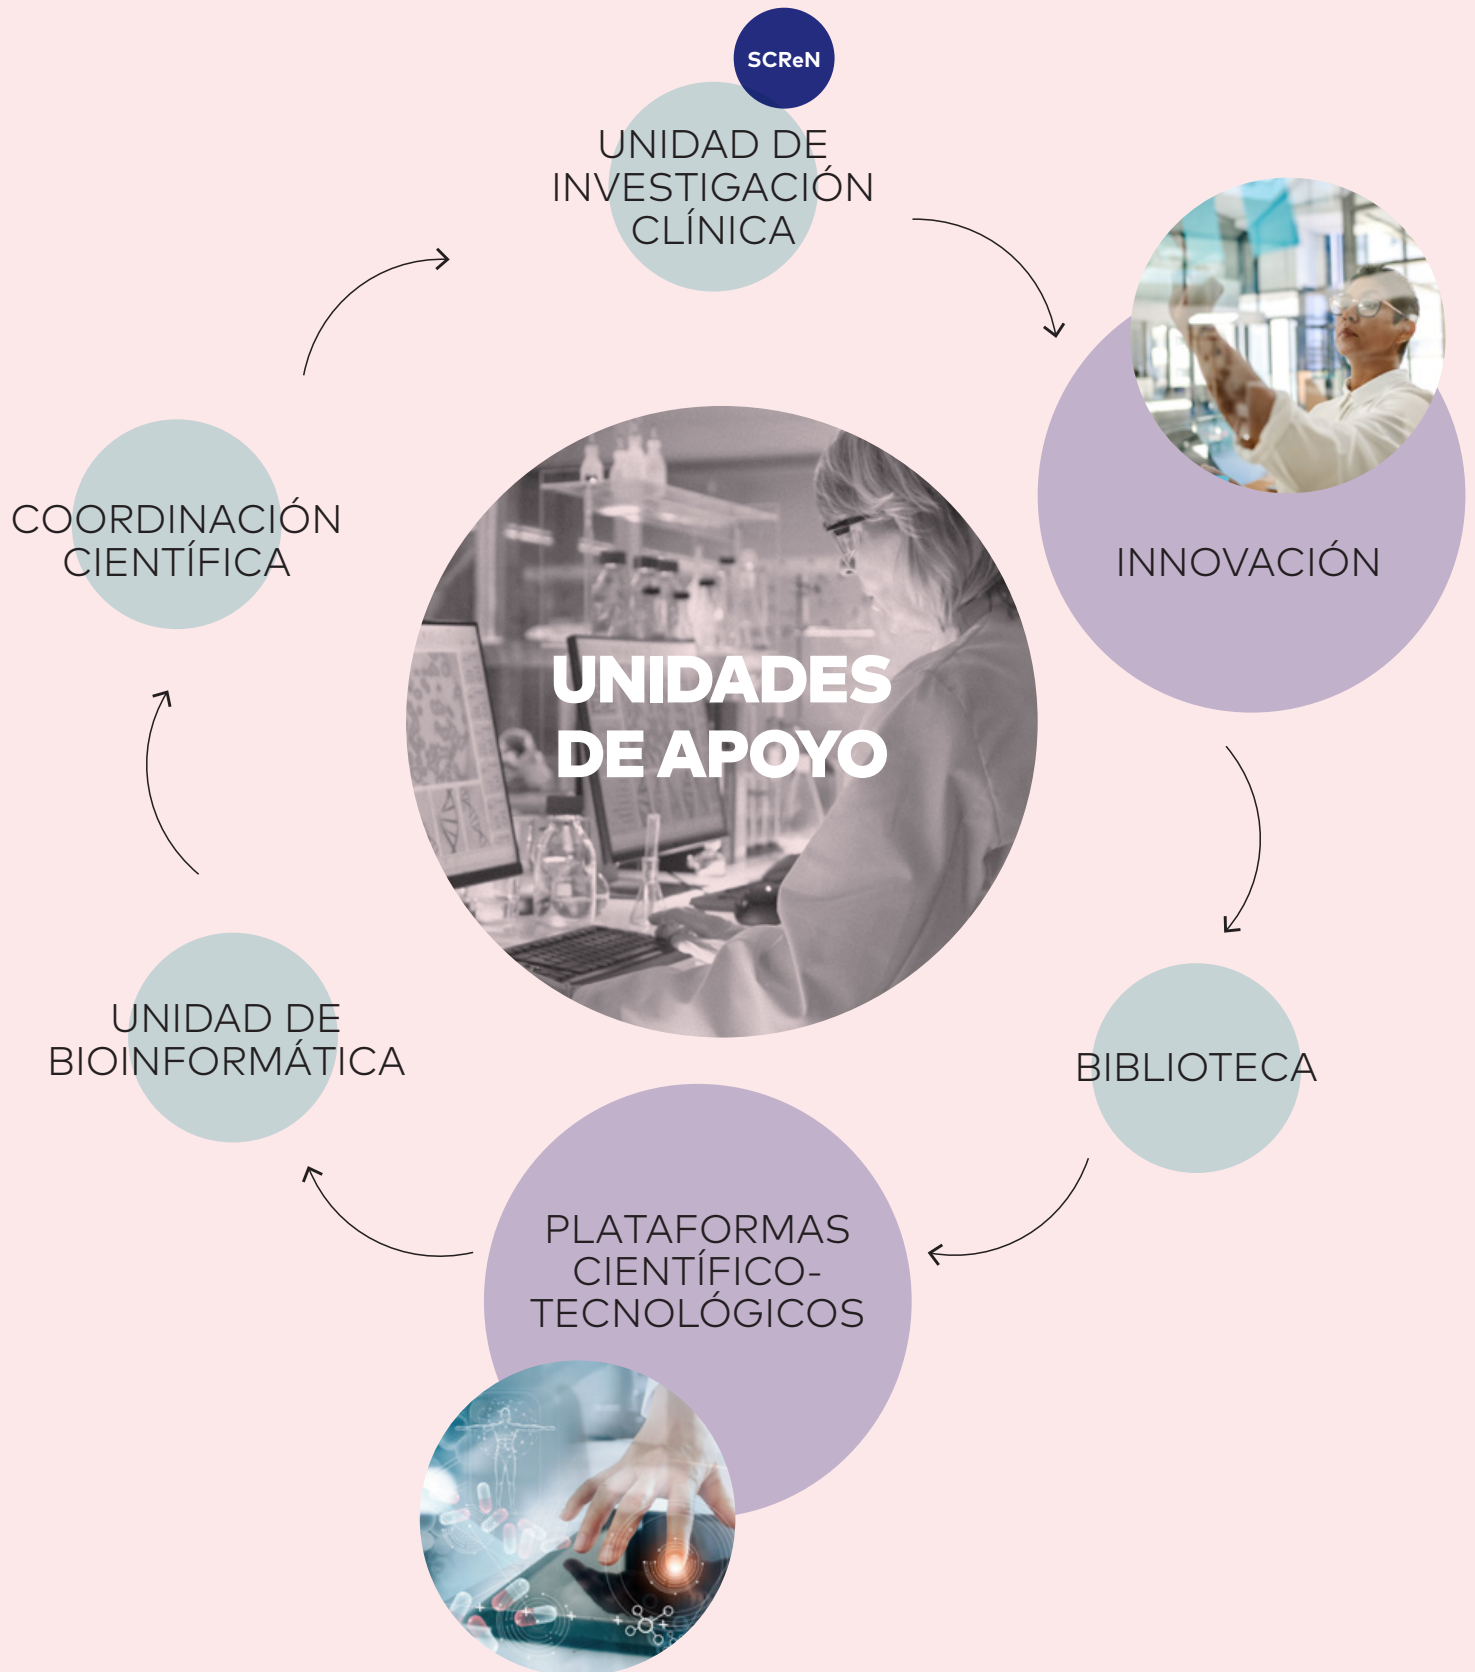 SCReN
UNIDAD DE
INVESTIGACIÓN
CLÍNICA
INNOVACIÓN
BIBLIOTECA
PLATAFORMAS
CIENTÍFICO-
TECNOLÓGICOS
UNIDAD DE
BIOINFORMÁTICA
COORDINACIÓN
CIENTÍFICA
UNIDADES
DE APOYO